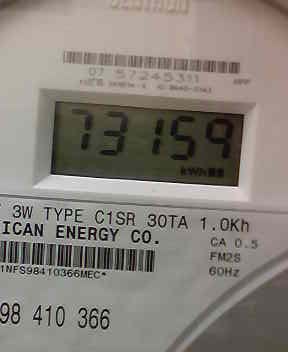 07 57245311
73159
kWH
3W TYPE C1SR 30TA 1.0Kh
ICAN ENERGY CO.
CA 0.5
FM2S
60Hz
1NFS98410366MEC*
98 410 366